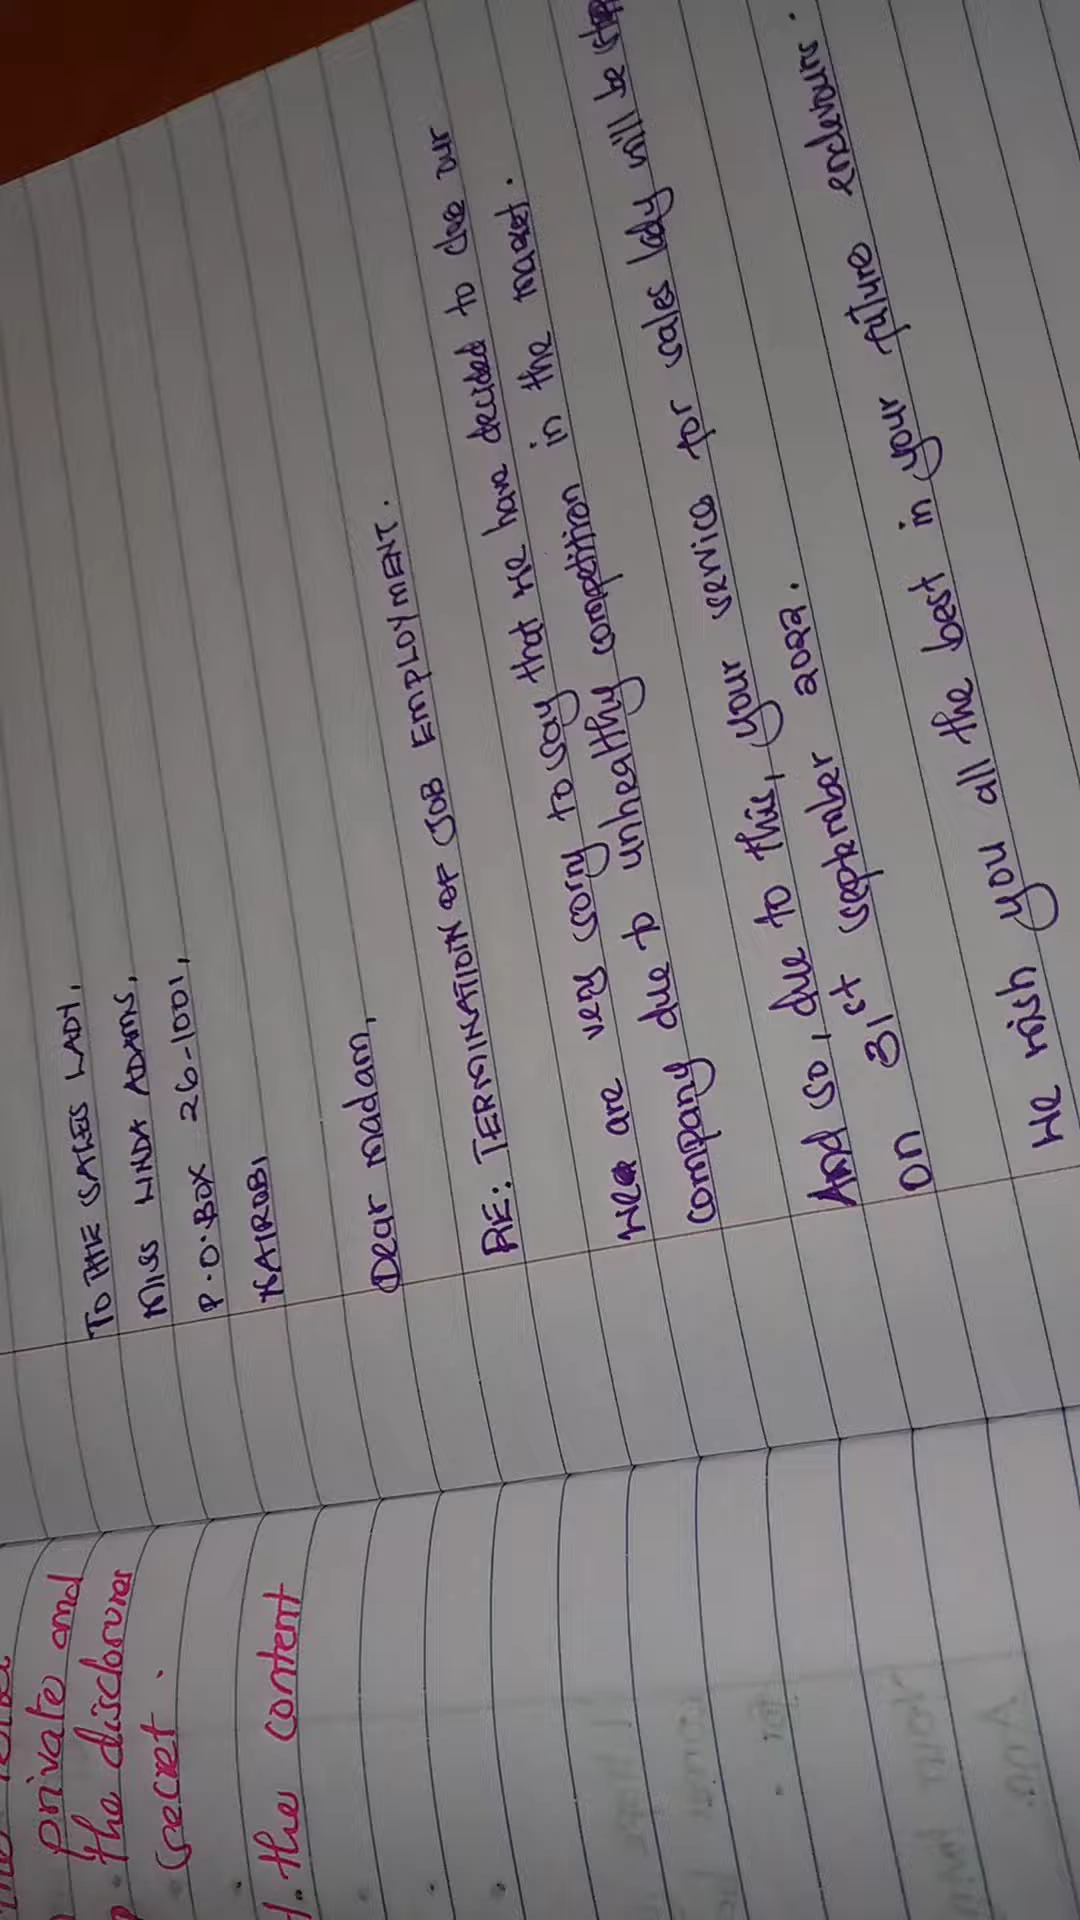 TO THE SALES LADY,
MISS LINDA ADAMS,
P.O.BOX 26-1001,
NAIROBI
Dear Madam,
RE: TERMINATION OF JOB EMPLOYMENT.
We are very sorry to say that we have decided to close our
company due to unhealthy competition in the market.
And so, due to this, your service for sales lady will be
on 31st september 2022.
We wish you all the best in your future endevours.
private and
the disclosures
secret.
the content